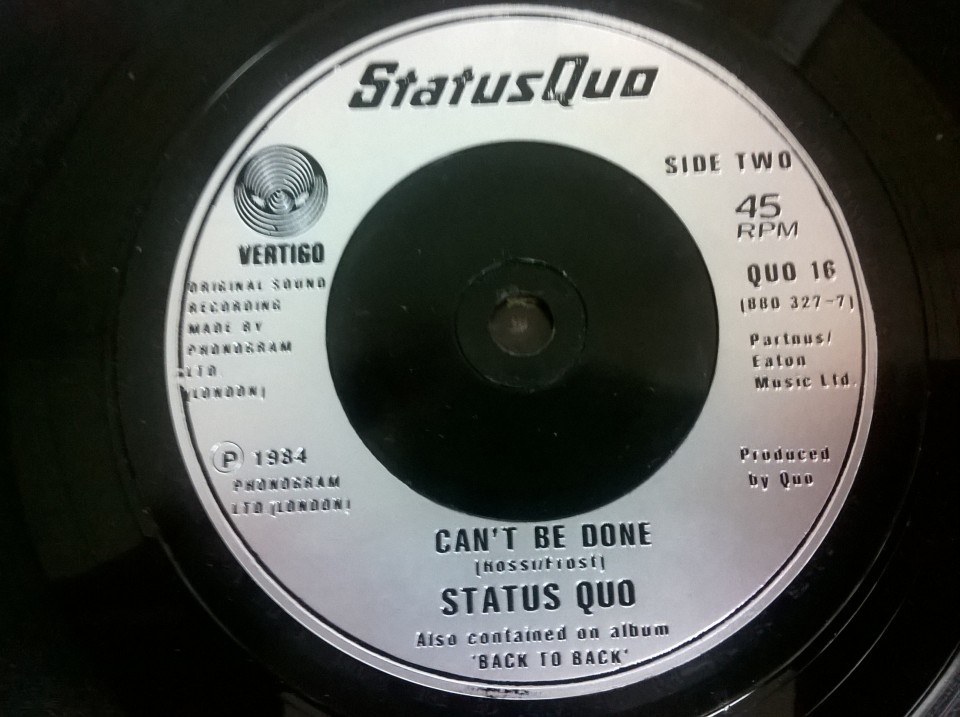 StatusQuo
SIDE TWO
45
RPM
VERTIGO
QUO 16
(880 327-7)
ORIGINAL SOUND
RECORDING
MADE BY
PHONOGRAM
LTD
(LONDON)
Partnus/
Eaton
Music Ltd.
Ⓟ 1984
PHONOGRAM
LTD (LONDON)
Produced
by Quo
CAN'T BE DONE
(Rossi/Frost)
STATUS QUO
Also contained on album
'BACK TO BACK'